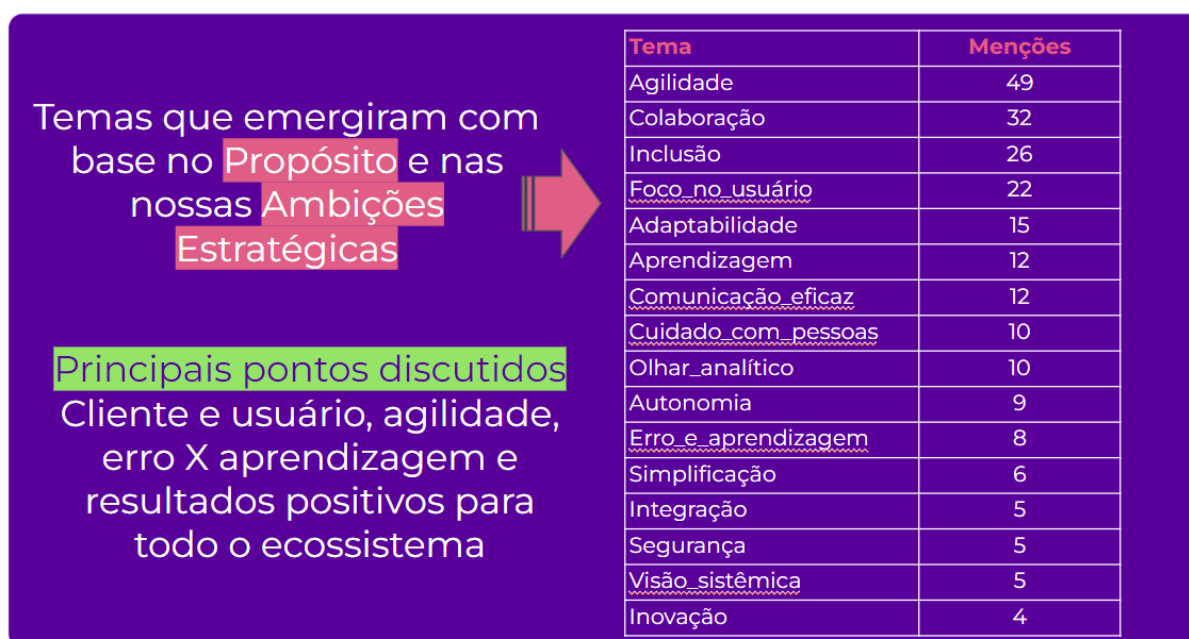 Temas que emergiram com
base no Propósito e nas
nossas Ambições
Estratégicas
Principais pontos discutidos
Cliente e usuário, agilidade,
erro X aprendizagem e
resultados positivos para
todo o ecossistema
Tema Menções
Agilidade 49
Colaboração 32
Inclusão 26
Foco_no_usuário 22
Adaptabilidade 15
Aprendizagem 12
Comunicação_eficaz 12
Cuidado_com_pessoas 10
Olhar_analítico 10
Autonomia 9
Erro_e_aprendizagem 8
Simplificação 6
Integração 5
Segurança 5
Visão_sistêmica 5
Inovação 4